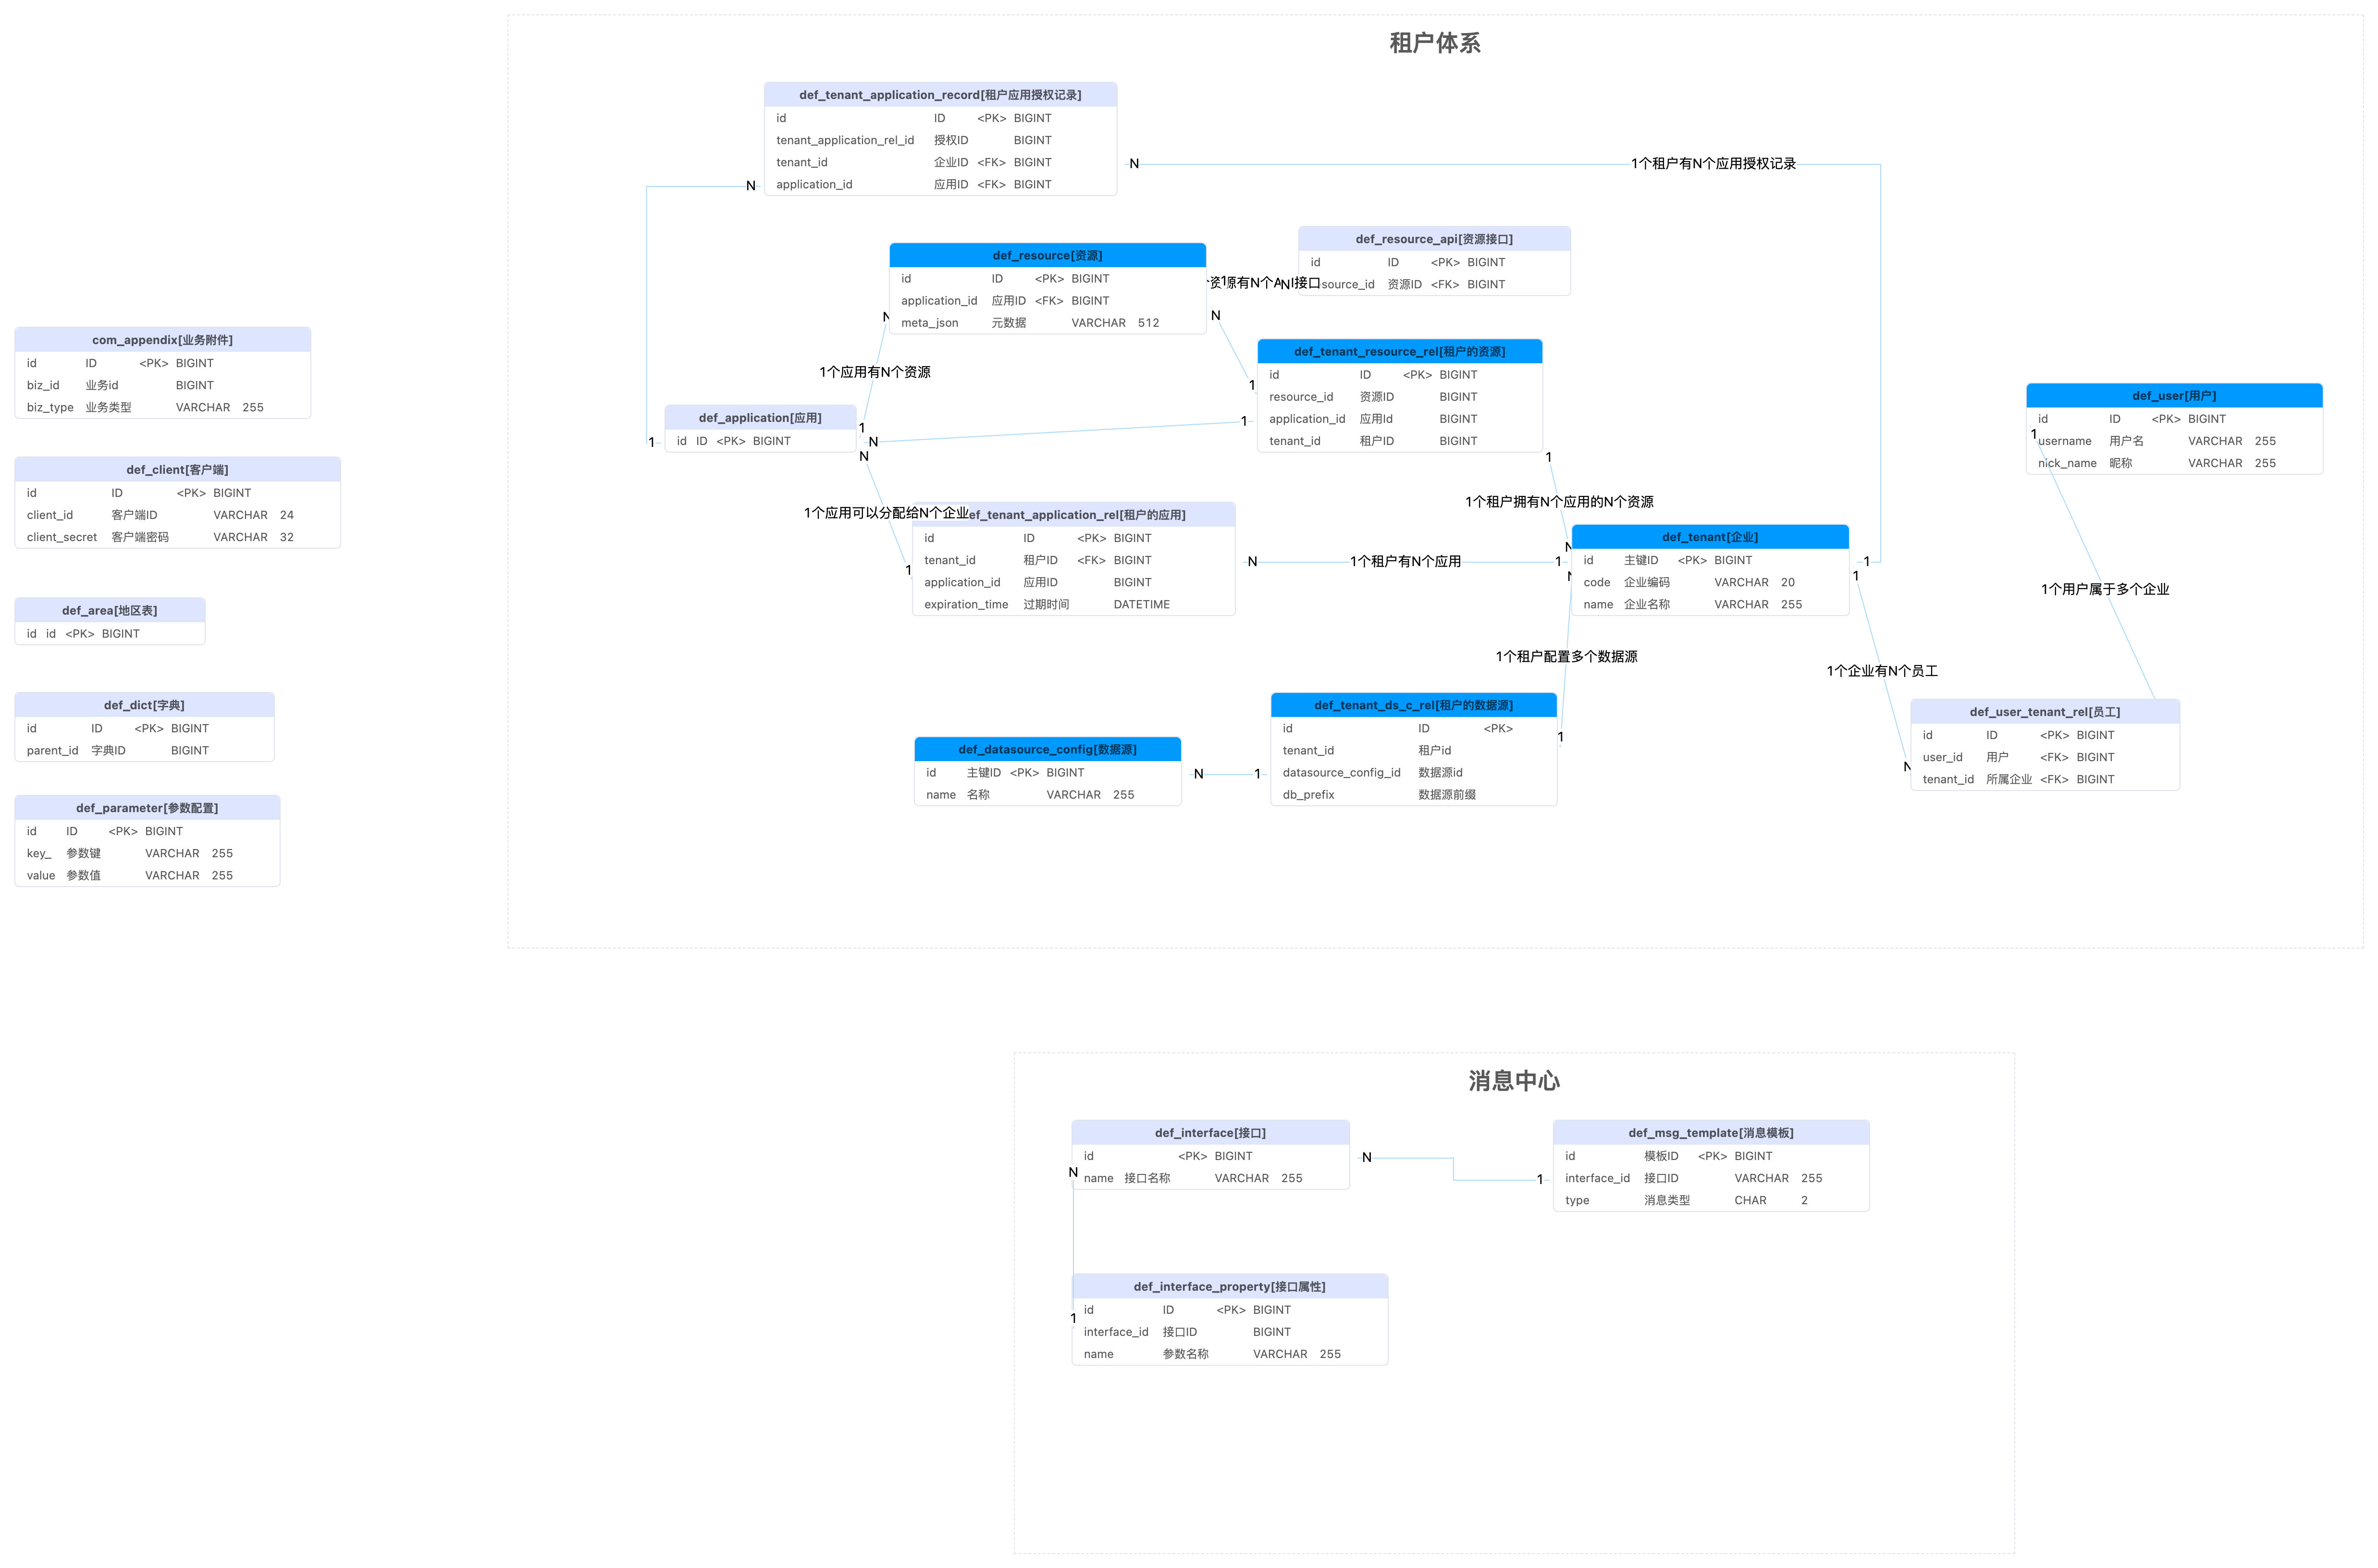 租户体系
def_tenant_application_record[租户应用授权记录]
id ID <PK> BIGINT
tenant_application_rel_id 授权ID BIGINT
tenant_id 企业ID <FK> BIGINT
application_id 应用ID <FK> BIGINT
N
1个租户有N个应用授权记录
N
def_resource_api[资源接口]
id ID <PK> BIGINT
source_id 资源ID <FK> BIGINT
def_resource[资源]
id ID <PK> BIGINT
application_id 应用ID <FK> BIGINT
meta_json 元数据 VARCHAR 512
1
资源有N个API接口
N
N
N
def_tenant_resource_rel[租户的资源]
id ID <PK> BIGINT
resource_id 资源ID BIGINT
application_id 应用Id BIGINT
tenant_id 租户ID BIGINT
1
1
1
1个应用有N个资源
def_application[应用]
id ID <PK> BIGINT
1
1
N
N
1个应用可以分配给N个企业
def_tenant_application_rel[租户的应用]
id ID <PK> BIGINT
tenant_id 租户ID <FK> BIGINT
application_id 应用ID BIGINT
expiration_time 过期时间 DATETIME
1
N
1个租户有N个应用
1
1个租户拥有N个应用的N个资源
N
N
def_tenant[企业]
id 主键ID <PK> BIGINT
code 企业编码 VARCHAR 20
name 企业名称 VARCHAR 255
1
1
def_user[用户]
id ID <PK> BIGINT
username 用户名 VARCHAR 255
nick_name 昵称 VARCHAR 255
1
1个用户属于多个企业
1个租户配置多个数据源
1个企业有N个员工
def_tenant_ds_c_rel[租户的数据源]
id ID <PK>
tenant_id 租户id
datasource_config_id 数据源id
db_prefix 数据源前缀
1
1
N
def_datasource_config[数据源]
id 主键ID <PK> BIGINT
name 名称 VARCHAR 255
def_user_tenant_rel[员工]
id ID <PK> BIGINT
user_id 用户 <FK> BIGINT
tenant_id 所属企业 <FK> BIGINT
N
com_appendix[业务附件]
id ID <PK> BIGINT
biz_id 业务id BIGINT
biz_type 业务类型 VARCHAR 255
def_client[客户端]
id ID <PK> BIGINT
client_id 客户端ID VARCHAR 24
client_secret 客户端密码 VARCHAR 32
def_area[地区表]
id id <PK> BIGINT
def_dict[字典]
id ID <PK> BIGINT
parent_id 字典ID BIGINT
def_parameter[参数配置]
id ID <PK> BIGINT
key_ 参数键 VARCHAR 255
value 参数值 VARCHAR 255
消息中心
def_interface[接口]
id <PK> BIGINT
name 接口名称 VARCHAR 255
N
N
1
def_msg_template[消息模板]
id 模板ID <PK> BIGINT
interface_id 接口ID VARCHAR 255
type 消息类型 CHAR 2
def_interface_property[接口属性]
id ID <PK> BIGINT
interface_id 接口ID BIGINT
name 参数名称 VARCHAR 255
1